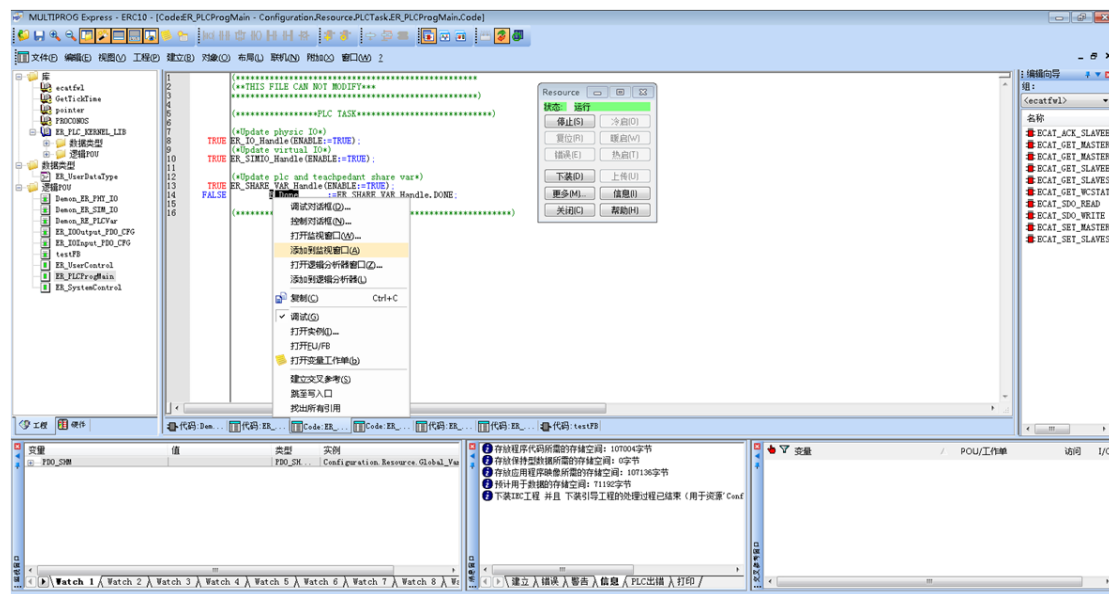 MULTIPROG Express - ERC10 - [Code:ER_PLCProgMain - Configuration.Resource.PLCTask.ER_PLCProgMain.Code]
文件(F) 编辑(E) 视图(V) 工程(P) 建立(B) 对象(O) 布局(L) 联机(N) 附加(X) 窗口(W) ?
库
ecatfwl
GetTickTime
pointer
PROCONOS
ER_PLC_KERNEL_LIB
数据类型
逻辑POU
数据类型
ER_UserDataType
逻辑POU
Demon_ER_PHY_IO
Demon_ER_SIM_IO
Demon_RE_PLCVar
ER_IOOutput_PDO_CFG
ER_IOInput_PDO_CFG
testFB
ER_UserControl
ER_PLCProgMain
ER_SystemControl
工程 硬件
1
2 (**THIS FILE CAN NOT MODIFY***
3
4
5 (*****PLC TASK*****)
6
7 (*Update physic IO*)
8 TRUE ER_IO_Handle(ENABLE:=TRUE);
9 (*Update virtual IO*)
10 TRUE ER_SIMIO_Handle(ENABLE:=TRUE);
11
12 (*Update plc and teachpedant share var*)
13 TRUE ER_SHARE_VAR_Handle(ENABLE:=TRUE);
14 FALSE :=ER_SHARE_VAR_Handle.DONE;
15
16
调试对话框(D)...
控制对话框(N)...
打开监视窗口(W)...
添加到监视窗口(A)
打开逻辑分析器窗口(Z)...
添加到逻辑分析器(L)
复制(C) Ctrl+C
调试(G)
打开实例(I)...
打开FU/FB
打开变量工作单(b)
建立交叉参考(S)
跳至写入口
找出所有引用
Resource
状态: 运行
停止(S) 冷启(O)
复位(R) 暖启(W)
错误(E) 热启(T)
下装(D) 上传(U)
更多(M)... 信息(I)
关闭(C) 帮助(H)
代码:Dem... 代码:ER_... Code:ER_... Code:ER_... 代码:ER_... 代码:ER_... 代码:testFB
编辑向导
组:
<ecatfwl>
名称
ECAT_ACK_SLAVEE
ECAT_GET_MASTER
ECAT_GET_SLAVEE
ECAT_GET_MASTER
ECAT_GET_SLAVES
ECAT_GET_WCSTAT
ECAT_SDO_READ
ECAT_SDO_WRITE
ECAT_SET_MASTER
ECAT_SET_SLAVES
变量 值 类型 实例
PDO_SHM PDO_SH... Configuration.Resource.Global_Var
Watch 1 Watch 2 Watch 3 Watch 4 Watch 5 Watch 6 Watch 7 Watch 8
存放程序代码所需的存储空间: 107004字节
存放保持型数据所需的存储空间: 0字节
存放应用程序映像所需的存储空间: 107136字节
预计用于数据的存储空间: 71192字节
下装IEC工程 并且 下装引导工程的处理过程已结束 (用于资源'Conf
建立 错误 警告 信息 PLC出错 打印
变量 POU/工作单 访问 I/O